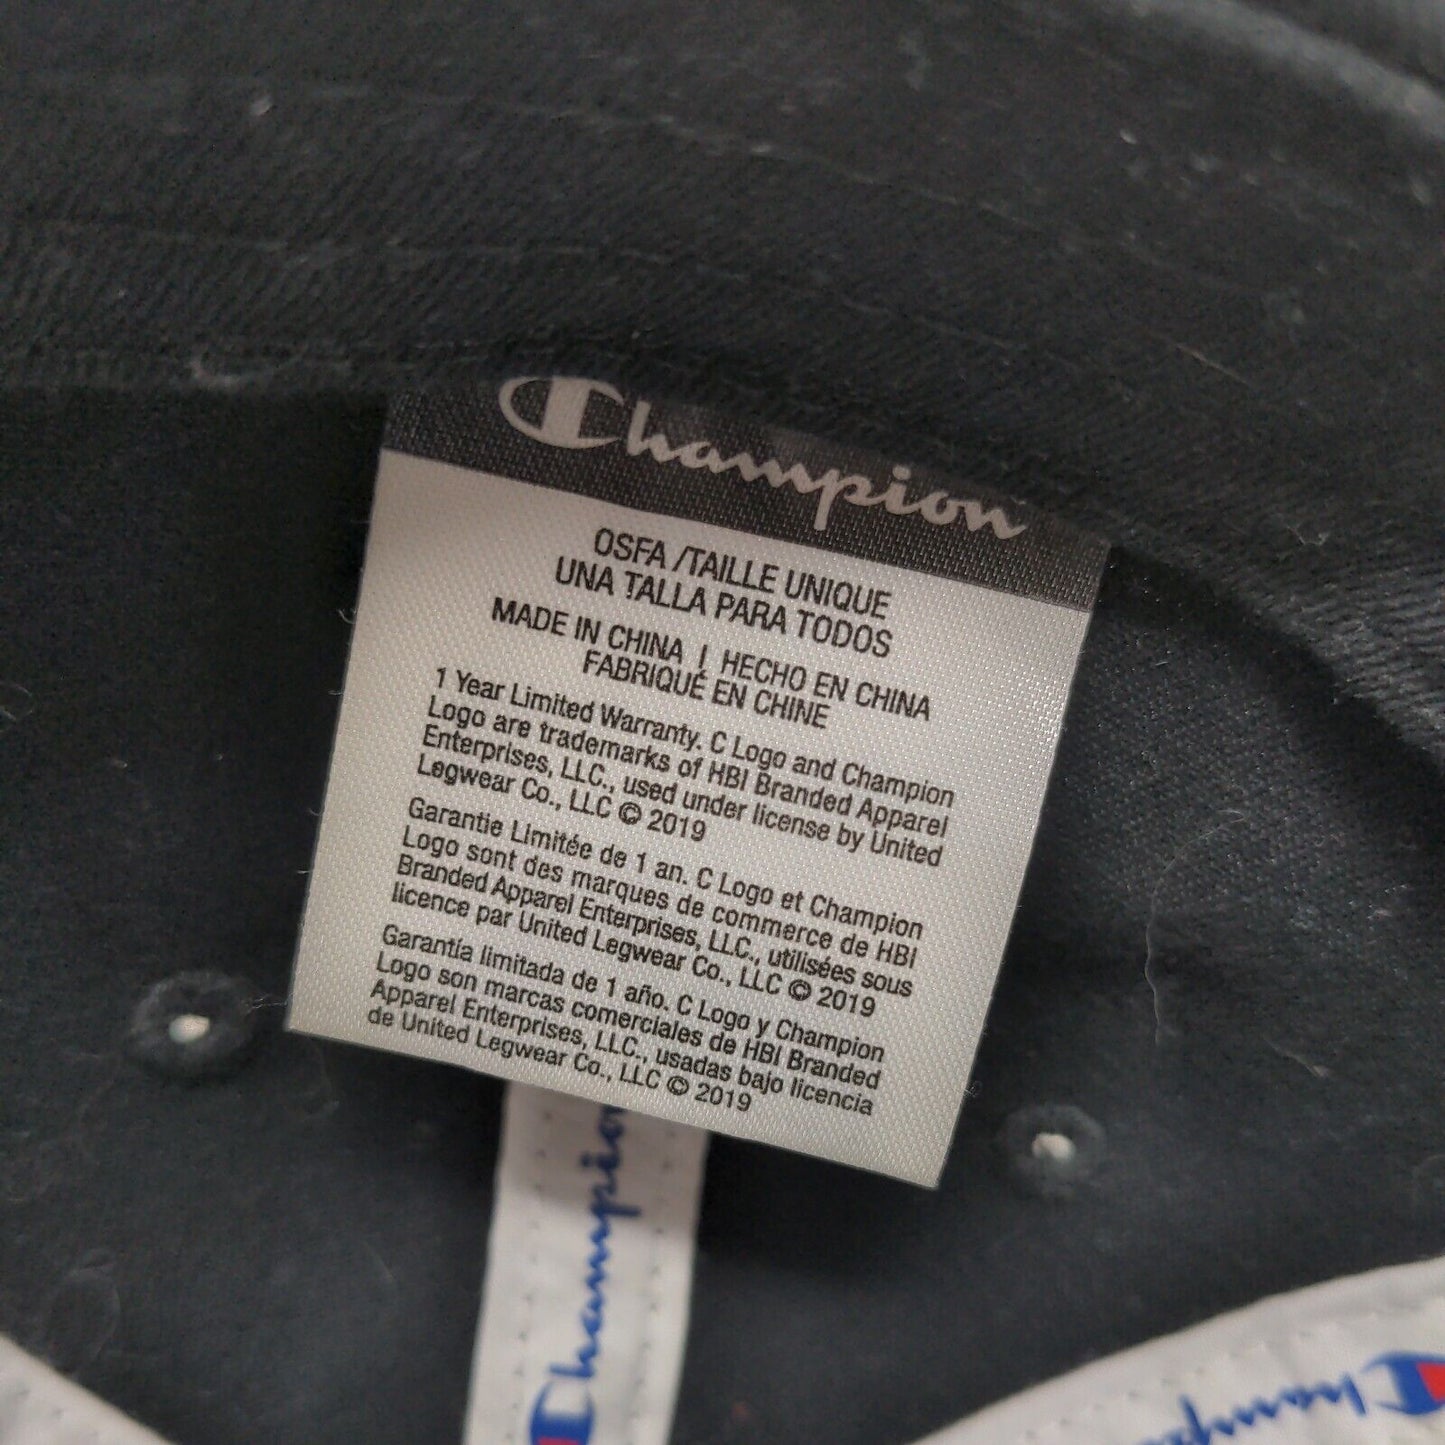 Champion
OSFA /TAILLE UNIQUE
UNA TALLA PARA TODOS
MADE IN CHINA | HECHO EN CHINA
FABRIQUÉ EN CHINE
1 Year Limited Warranty. C Logo and Champion
Logo are trademarks of HBI Branded Apparel
Enterprises, LLC., used under license by United
Legwear Co., LLC © 2019
Garantie Limitée de 1 an. C Logo et Champion
Logo sont des marques de commerce de HBI
Branded Apparel Enterprises, LLC., utilisées sous
licence par United Legwear Co., LLC © 2019
Garantía limitada de 1 año. C Logo y Champion
Logo son marcas comerciales de HBI Branded
Apparel Enterprises, LLC., usadas bajo licencia
de United Legwear Co., LLC © 2019
Champion